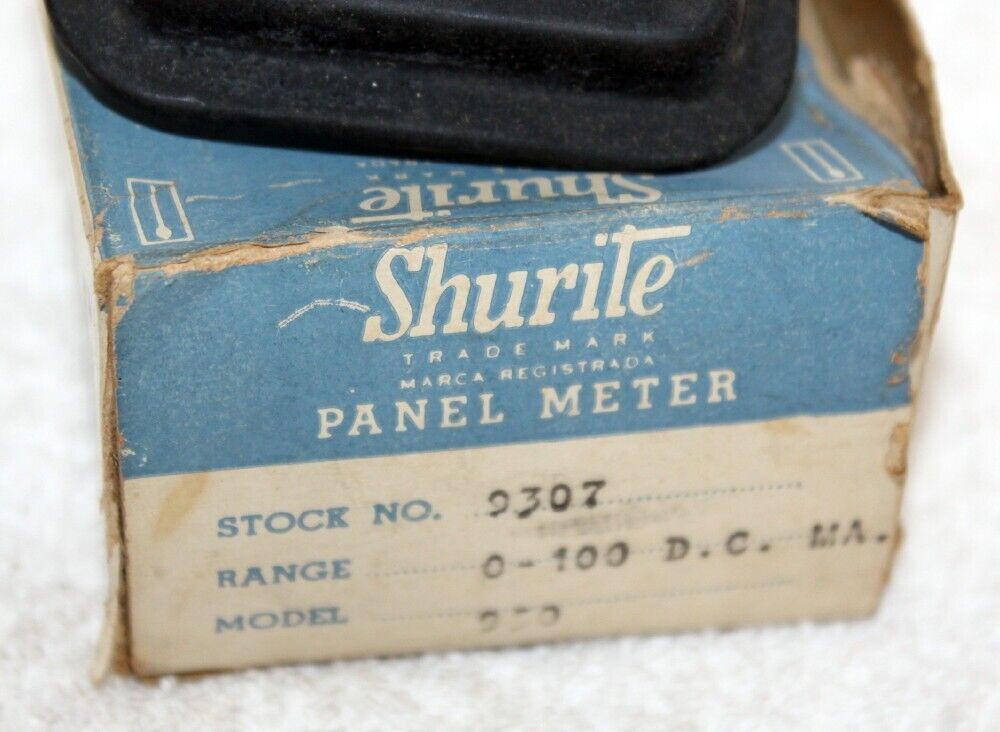 Shurite
Shurite
TRADE MARK
MARCA REGISTRADA
PANEL METER
STOCK NO. 9307
RANGE 0-100 D.C. MA.
MODEL